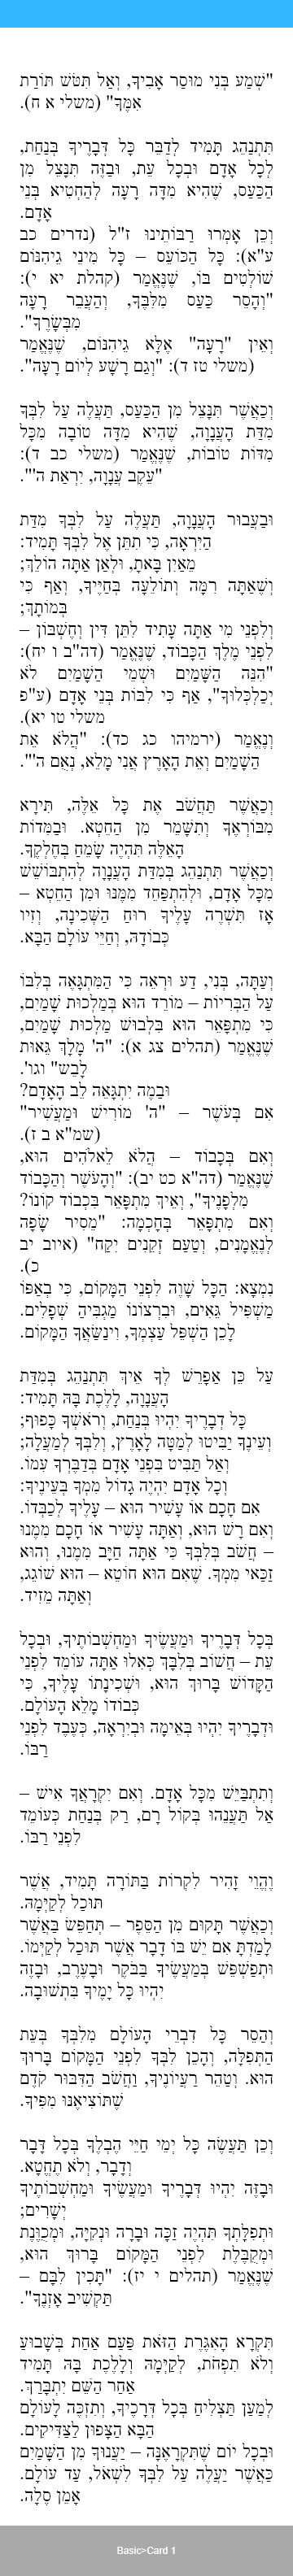 "שְׁמַע בְּנִי מוּסַר אָבִיךָ, וְאַל תִּטֹּשׁ תּוֹרַת
אִמֶּךָ" (משלי א ח).
תִּתְנַהֵג תָּמִיד לְדַבֵּר כָּל דְּבָרֶיךָ בְּנַחַת,
לְכָל אָדָם וּבְכָל עֵת, וּבַזֶּה תִּנָּצֵל מִן
הַכַּעַס, שֶׁהִיא מִדָּה רָעָה לְהַחְטִיא בְּנֵי
אָדָם.
וְכֵן אָמְרוּ רַבּוֹתֵינוּ ז"ל (נדרים כב
ע"א): כָּל הַכּוֹעֵס – כָּל מִינֵי גֵיהִנּוֹם
שׁוֹלְטִים בּוֹ, שֶׁנֶּאֱמַר (קהלת יא י):
"וְהָסֵר כַּעַס מִלִּבֶּךָ, וְהַעֲבֵר רָעָה
מִבְּשָׂרֶךָ".
וְאֵין "רָעָה" אֶלָּא גֵיהִנּוֹם, שֶׁנֶּאֱמַר
(משלי טז ד): "וְגַם רָשָׁע לְיוֹם רָעָה".
וְכַאֲשֶׁר תִּנָּצֵל מִן הַכַּעַס, תַּעֲלֶה עַל לִבְּךָ
מִדַּת הָעֲנָוָה, שֶׁהִיא מִדָּה טוֹבָה מִכָּל
מִדּוֹת טוֹבוֹת, שֶׁנֶּאֱמַר (משלי כב ד):
"עֵקֶב עֲנָוָה, יִרְאַת ה'".
וּבַעֲבוּר הָעֲנָוָה, תַּעֲלֶה עַל לִבְּךָ מִדַּת
הַיִּרְאָה, כִּי תִתֵּן אֶל לִבְּךָ תָּמִיד:
מֵאַיִן בָּאתָ, וּלְאַן אַתָּה הוֹלֵךְ;
וְשֶׁאַתָּה רִמָּה וְתוֹלֵעָה בְּחַיֶּיךָ, וְאַף כִּי
בְּמוֹתָךְ;
וְלִפְנֵי מִי אַתָּה עָתִיד לִתֵּן דִּין וְחֶשְׁבּוֹן –
לִפְנֵי מֶלֶךְ הַכָּבוֹד, שֶׁנֶּאֱמַר (דה"ב ו יח):
"הִנֵּה הַשָּׁמַיִם וּשְׁמֵי הַשָּׁמַיִם לֹא
יְכַלְכְּלוּךָ", אַף כִּי לִבּוֹת בְּנֵי אָדָם (ע"פ
משלי טו יא).
וְנֶאֱמַר (ירמיהו כג כד): "הֲלֹא אֶת
הַשָּׁמַיִם וְאֶת הָאָרֶץ אֲנִי מָלֵא, נְאֻם ה'".
וְכַאֲשֶׁר תַּחֲשֹׁב אֶת כָּל אֵלֶּה, תִּירָא
מִבּוֹרְאֶךָ וְתִשָּׁמֵר מִן הַחֵטְא. וּבַמִּדּוֹת
הָאֵלֶּה תִּהְיֶה שָׂמֵחַ בְּחֶלְקֶךָ.
וְכַאֲשֶׁר תִּתְנַהֵג בְּמִדַּת הָעֲנָוָה לְהִתְבּוֹשֵׁשׁ
מִכָּל אָדָם, וּלְהִתְפַּחֵד מִמֶּנּוּ וּמִן הַחֵטְא –
אָז תִּשְׁרֶה עָלֶיךָ רוּחַ הַשְּׁכִינָה, וְזִיו
כְּבוֹדָהּ, וְחַיֵּי עוֹלָם הַבָּא.
וְעַתָּה, בְּנִי, דַּע וּרְאֵה כִּי הַמִּתְגָּאֶה בְּלִבּוֹ
עַל הַבְּרִיּוֹת – מוֹרֵד הוּא בְּמַלְכוּת שָׁמַיִם,
כִּי מִתְפָּאֵר הוּא בִּלְבוּשׁ מַלְכוּת שָׁמַיִם,
שֶׁנֶּאֱמַר (תהלים צג א): "ה' מָלָךְ גֵּאוּת
לָבֵשׁ" וגו'.
וּבַמֶּה יִתְגָּאֶה לֵב הָאָדָם?
אִם בְּעֹשֶׁר – "ה' מוֹרִישׁ וּמַעֲשִׁיר"
(שמ"א ב ז).
וְאִם בְּכָבוֹד – הֲלֹא לֵאלֹהִים הוּא,
שֶׁנֶּאֱמַר (דה"א כט יב): "וְהָעֹשֶׁר וְהַכָּבוֹד
מִלְּפָנֶיךָ", וְאֵיךְ מִתְפָּאֵר בִּכְבוֹד קוֹנוֹ?
וְאִם מִתְפָּאֵר בְּחָכְמָה: "מֵסִיר שָׂפָה
לְנֶאֱמָנִים, וְטַעַם זְקֵנִים יִקָּח" (איוב יב
כ).
נִמְצָא: הַכֹּל שָׁוֶה לִפְנֵי הַמָּקוֹם, כִּי בְאַפּוֹ
מַשְׁפִּיל גֵּאִים, וּבִרְצוֹנוֹ מַגְבִּיהַּ שְׁפָלִים.
לָכֵן הַשְׁפֵּל עַצְמְךָ, וִינַשַּׂאֲךָ הַמָּקוֹם.
עַל כֵּן אֲפָרֵשׁ לְךָ אֵיךְ תִּתְנַהֵג בְּמִדַּת
הָעֲנָוָה, לָלֶכֶת בָּהּ תָּמִיד:
כָּל דְּבָרֶיךָ יִהְיוּ בְּנַחַת, וְרֹאשְׁךָ כָּפוּף;
וְעֵינֶיךָ יַבִּיטוּ לְמַטָּה לָאָרֶץ, וְלִבְּךָ לְמַעְלָה;
וְאַל תַּבִּיט בִּפְנֵי אָדָם בְּדַבֶּרְךָ עִמּוֹ.
וְכָל אָדָם יִהְיֶה גָדוֹל מִמְּךָ בְּעֵינֶיךָ:
אִם חָכָם אוֹ עָשִׁיר הוּא – עָלֶיךָ לְכַבְּדוֹ.
וְאִם רָשׁ הוּא, וְאַתָּה עָשִׁיר אוֹ חָכָם מִמֶּנּוּ
– חֲשֹׁב בְּלִבְּךָ כִּי אַתָּה חַיָּב מִמֶּנּוּ, וְהוּא
זַכַּאי מִמְּךָ. שֶׁאִם הוּא חוֹטֵא – הוּא שׁוֹגֵג,
וְאַתָּה מֵזִיד.
בְּכָל דְּבָרֶיךָ וּמַעֲשֶׂיךָ וּמַחְשְׁבוֹתֶיךָ, וּבְכָל
עֵת – חֲשׁוֹב בְּלִבָּךְ כְּאִלּוּ אַתָּה עוֹמֵד לִפְנֵי
הַקָּדוֹשׁ בָּרוּךְ הוּא, וּשְׁכִינָתוֹ עָלֶיךָ, כִּי
כְּבוֹדוֹ מָלֵא הָעוֹלָם.
וּדְבָרֶיךָ יִהְיוּ בְּאֵימָה וּבְיִרְאָה, כְּעֶבֶד לִפְנֵי
רַבּוֹ.
וְתִתְבַּיֵּשׁ מִכָּל אָדָם. וְאִם יִקְרָאֲךָ אִישׁ –
אַל תַּעֲנֵהוּ בְּקוֹל רָם, רַק בְּנַחַת כְּעוֹמֵד
לִפְנֵי רַבּוֹ.
וֶהֱוֵי זָהִיר לִקְרוֹת בַּתּוֹרָה תָּמִיד, אֲשֶׁר
תּוּכַל לְקַיְּמָהּ.
וְכַאֲשֶׁר תָּקוּם מִן הַסֵּפֶר – תְּחַפֵּשׂ בַּאֲשֶׁר
לָמַדְתָּ אִם יֵשׁ בּוֹ דָבָר אֲשֶׁר תּוּכַל לְקַיְּמוֹ.
וּתְפַשְׁפֵּשׁ בְּמַעֲשֶׂיךָ בַּבֹּקֶר וּבָעֶרֶב, וּבָזֶה
יִהְיוּ כָּל יָמֶיךָ בִּתְשׁוּבָה.
וְהָסֵר כָּל דִּבְרֵי הָעוֹלָם מִלִּבְּךָ בְּעֵת
הַתְּפִלָּה, וְהָכֵן לִבְּךָ לִפְנֵי הַמָּקוֹם בָּרוּךְ
הוּא. וְטַהֵר רַעְיוֹנֶיךָ, וַחֲשֹׁב הַדִּבּוּר קֹדֶם
שֶׁתּוֹצִיאֶנּוּ מִפִּיךָ.
וְכֵן תַּעֲשֶׂה כָּל יְמֵי חַיֵּי הֶבְלֶךָ בְּכָל דָּבָר
וְדָבָר, וְלֹא תֶחֱטָא.
וּבָזֶּה יִהְיוּ דְּבָרֶיךָ וּמַעֲשֶׂיךָ וּמַחְשְׁבוֹתֶיךָ
יְשָׁרִים;
וּתְפִלָּתְךָ תִּהְיֶה זַכָּה וּבָרָה וּנְקִיָּה, וּמְכֻוֶּנֶת
וּמְקֻבֶּלֶת לִפְנֵי הַמָּקוֹם בָּרוּךְ הוּא,
שֶׁנֶּאֱמַר (תהלים י יז): "תָּכִין לִבָּם –
תַּקְשִׁיב אָזְנֶךָ".
תִּקְרָא הָאִגֶּרֶת הַזֹּאת פַּעַם אַחַת בְּשָׁבוּעַ
וְלֹא תִפְחֹת, לְקַיְּמָהּ וְלָלֶכֶת בָּהּ תָּמִיד
אַחַר הַשֵּׁם יִתְבָּרַךְ.
לְמַעַן תַּצְלִיחַ בְּכָל דְּרָכֶיךָ, וְתִזְכֶּה לָעוֹלָם
הַבָּא הַצָּפוּן לַצַּדִּיקִים.
וּבְכָל יוֹם שֶׁתִּקְרָאֶנָּה – יַעֲנוּךָ מִן הַשָּׁמַיִם
כַּאֲשֶׁר יַעֲלֶה עַל לִבְּךָ לִשְׁאֹל, עַד עוֹלָם.
אָמֵן סֶלָה.
Basic>Card 1